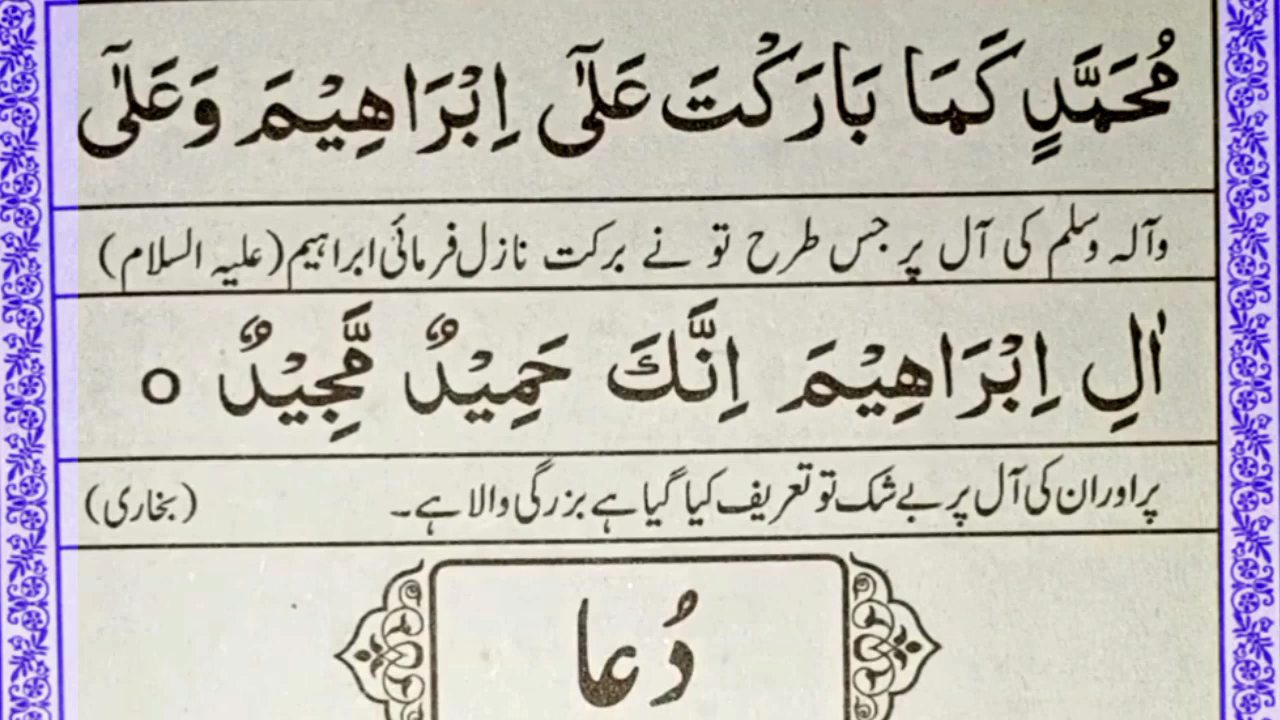 مُحَمَّدٍ كَمَا بَارَكْتَ عَلٰٓى اِبْرَاهِيْمَ وَعَلٰٓى
وآلہ وسلم کی آل پر جس طرح تو نے برکت نازل فرمائی ابراہیم (علیہ السلام)
اٰلِ اِبْرَاهِيْمَ اِنَّكَ حَمِيْدٌ مَّجِيْدٌ ○
پر اور ان کی آل پر بے شک تو تعریف کیا گیا ہے بزرگی والا ہے۔ (بخاری)
دُعا